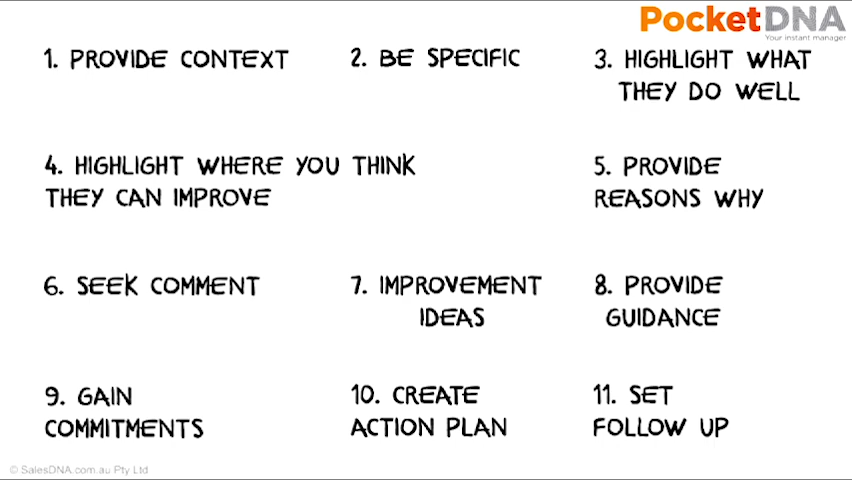 PocketDNA
Your instant manager
1. PROVIDE CONTEXT
2. BE SPECIFIC
3. HIGHLIGHT WHAT
THEY DO WELL
4. HIGHLIGHT WHERE YOU THINK
THEY CAN IMPROVE
5. PROVIDE
REASONS WHY
6. SEEK COMMENT
7. IMPROVEMENT
IDEAS
8. PROVIDE
GUIDANCE
9. GAIN
COMMITMENTS
10. CREATE
ACTION PLAN
11. SET
FOLLOW UP
© SalesDNA.com.au Pty Ltd